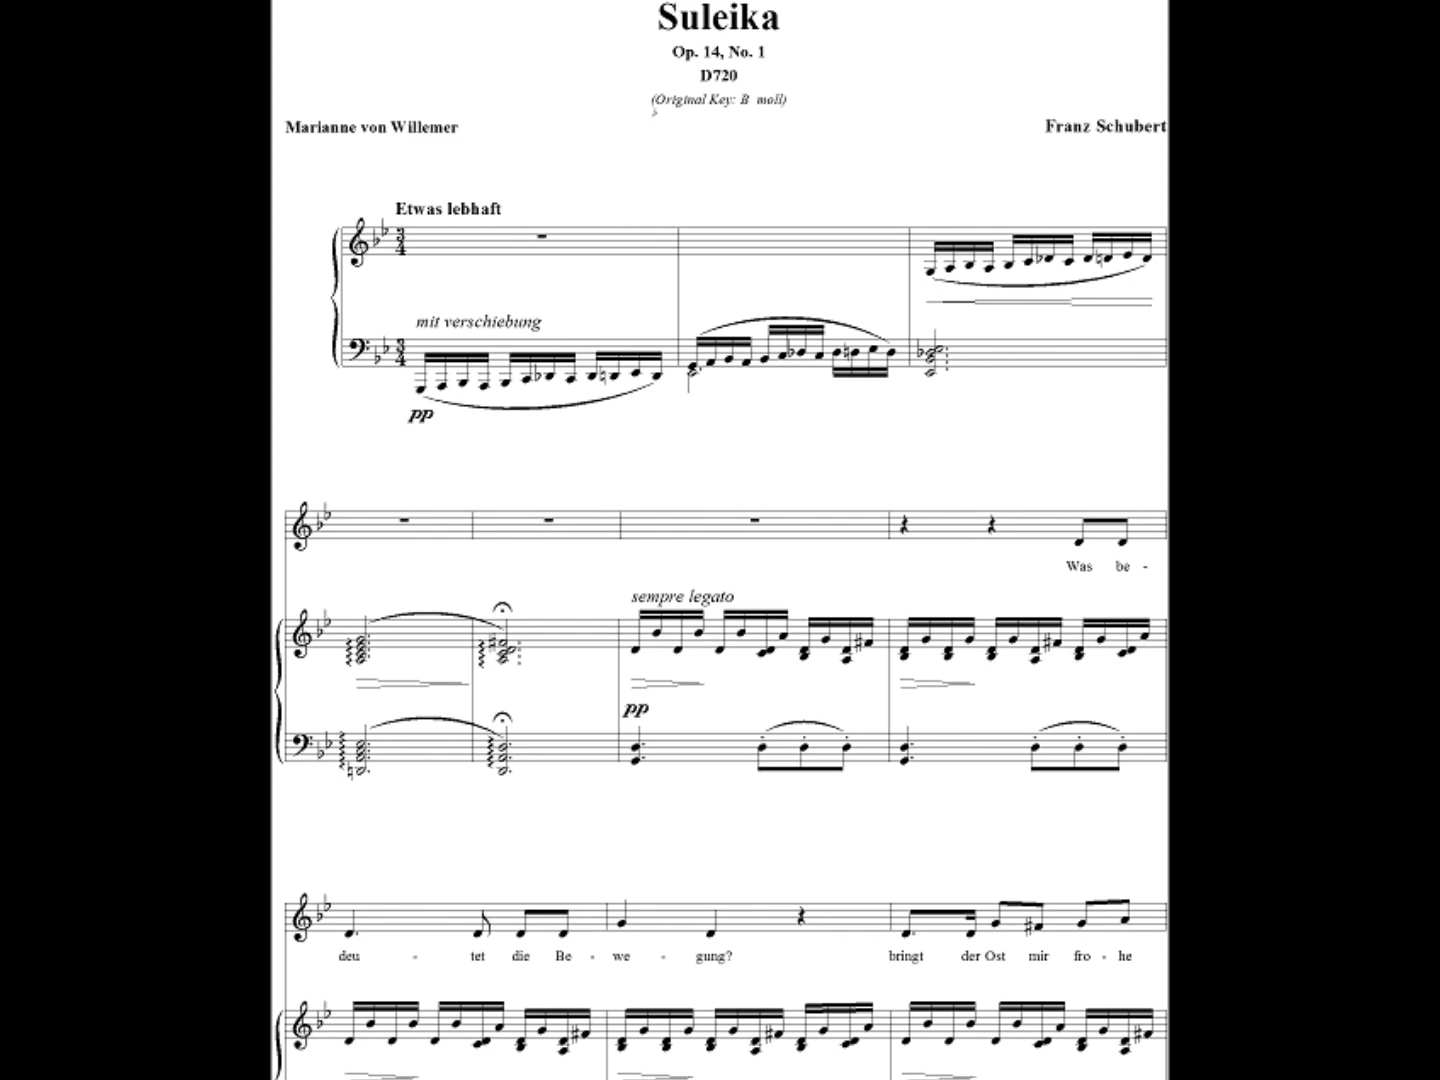 Suleika
Op. 14, No. 1
D720
(Original Key: B♭ moll)
Marianne von Willemer
Franz Schubert
Etwas lebhaft
mit verschiebung
pp
Was be -
sempre legato
pp
deu - tet die Be - we - gung? bringt der Ost mir fro - he